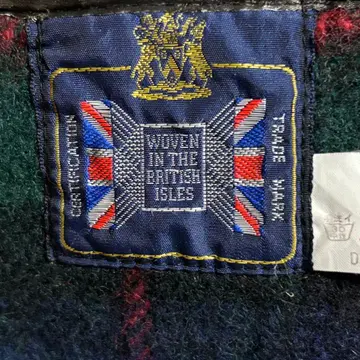 CERTIFICATION
WOVEN
IN THE
BRITISH
ISLES
TRADE MARK
D